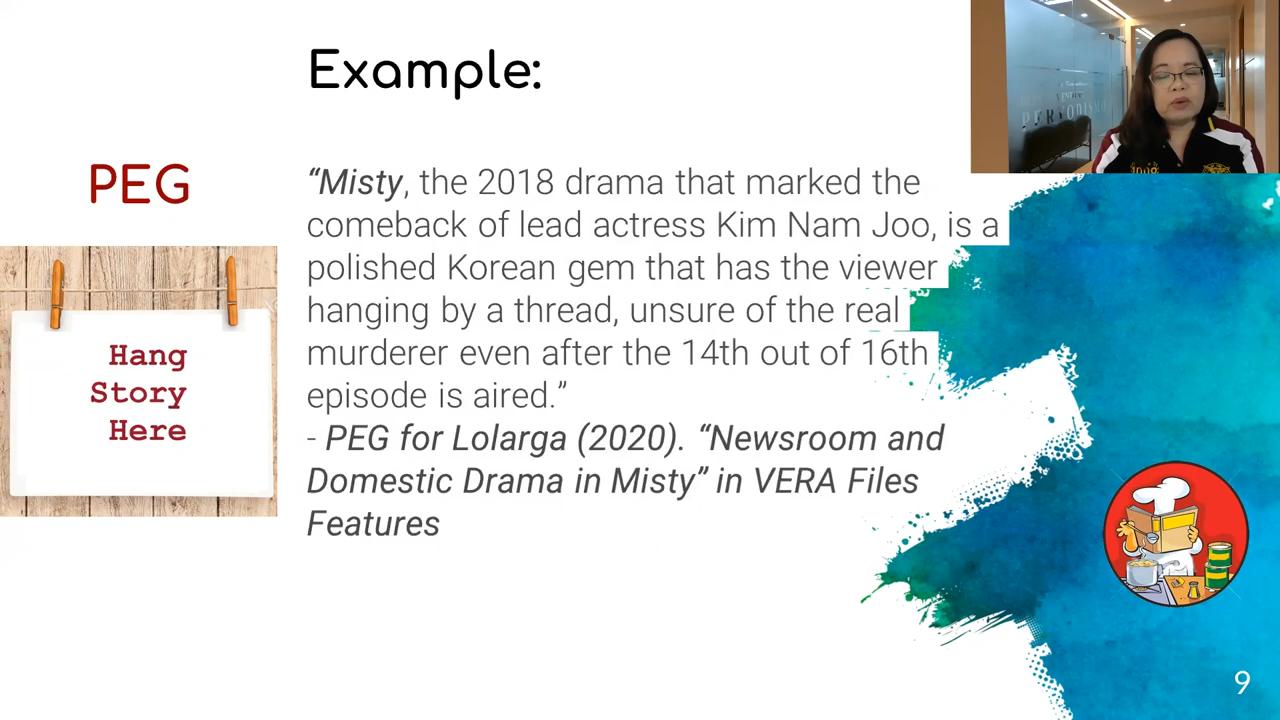 Example:
PEG
Hang
Story
Here
“Misty, the 2018 drama that marked the
comeback of lead actress Kim Nam Joo, is a
polished Korean gem that has the viewer
hanging by a thread, unsure of the real
murderer even after the 14th out of 16th
episode is aired.”
- PEG for Lolarga (2020). “Newsroom and
Domestic Drama in Misty” in VERA Files
Features
9